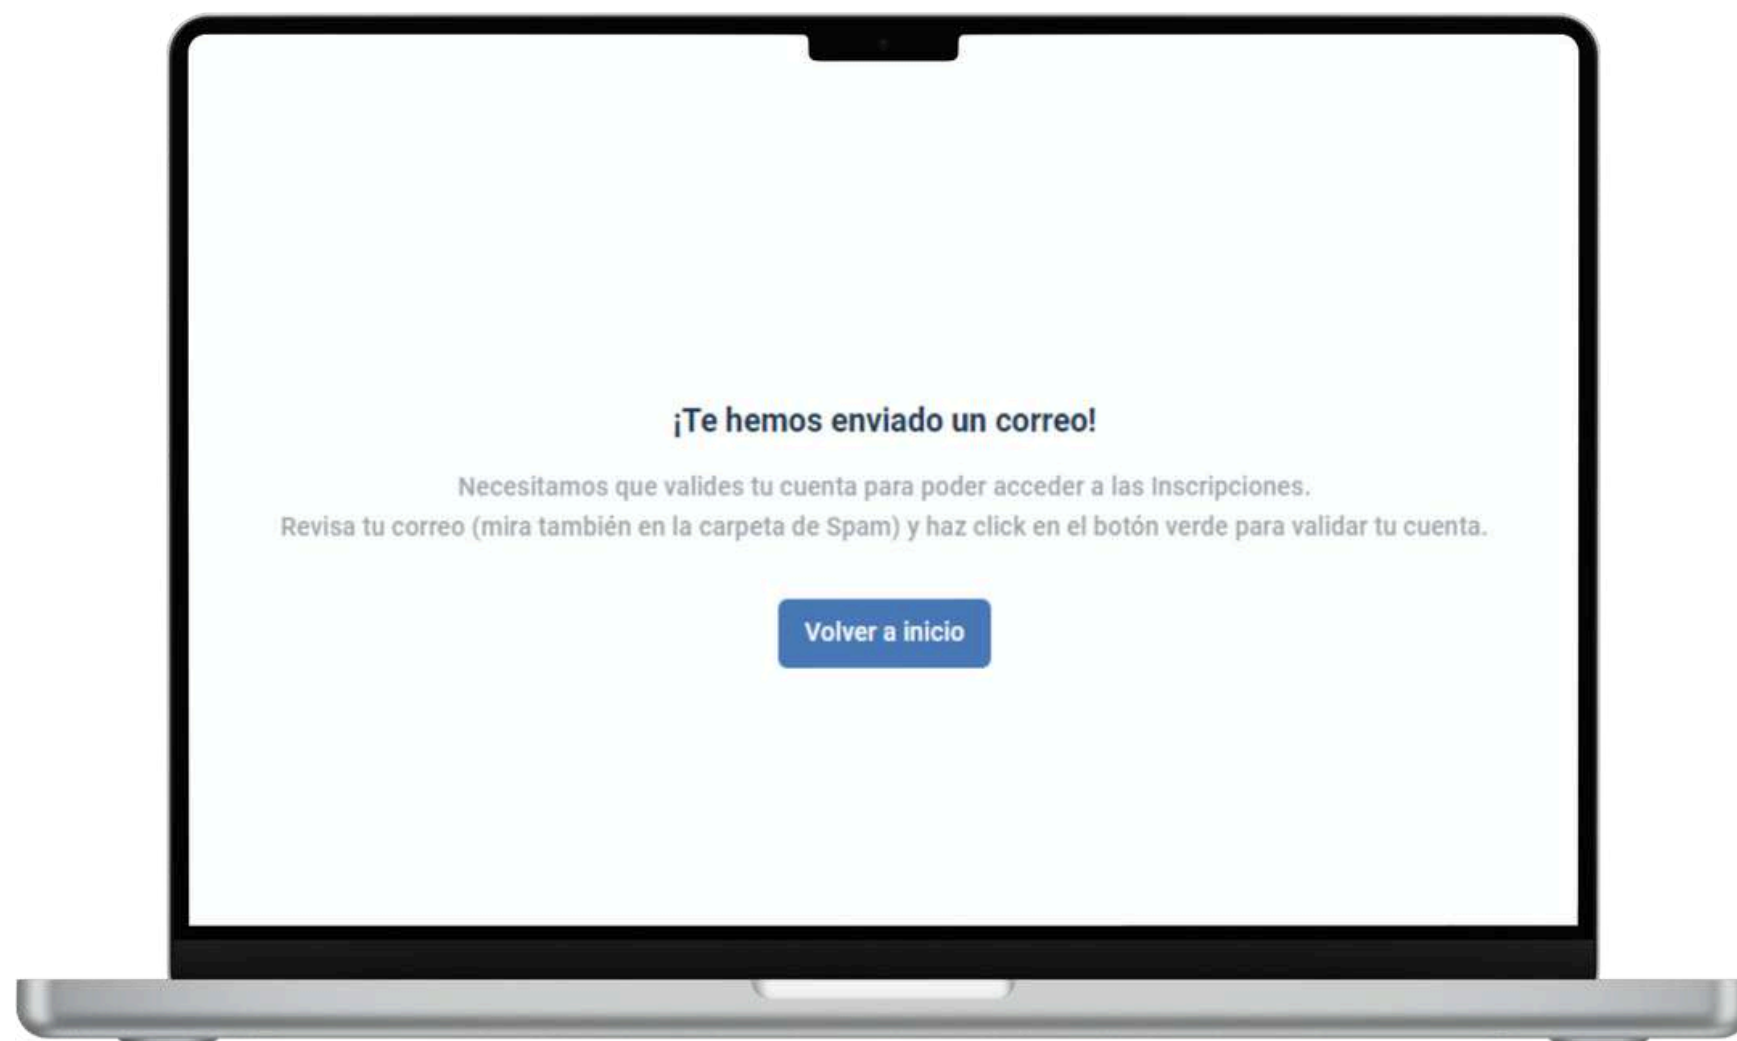 ¡Te hemos enviado un correo!
Necesitamos que valides tu cuenta para poder acceder a las Inscripciones.
Revisa tu correo (mira también en la carpeta de Spam) y haz click en el botón verde para validar tu cuenta.
Volver a inicio